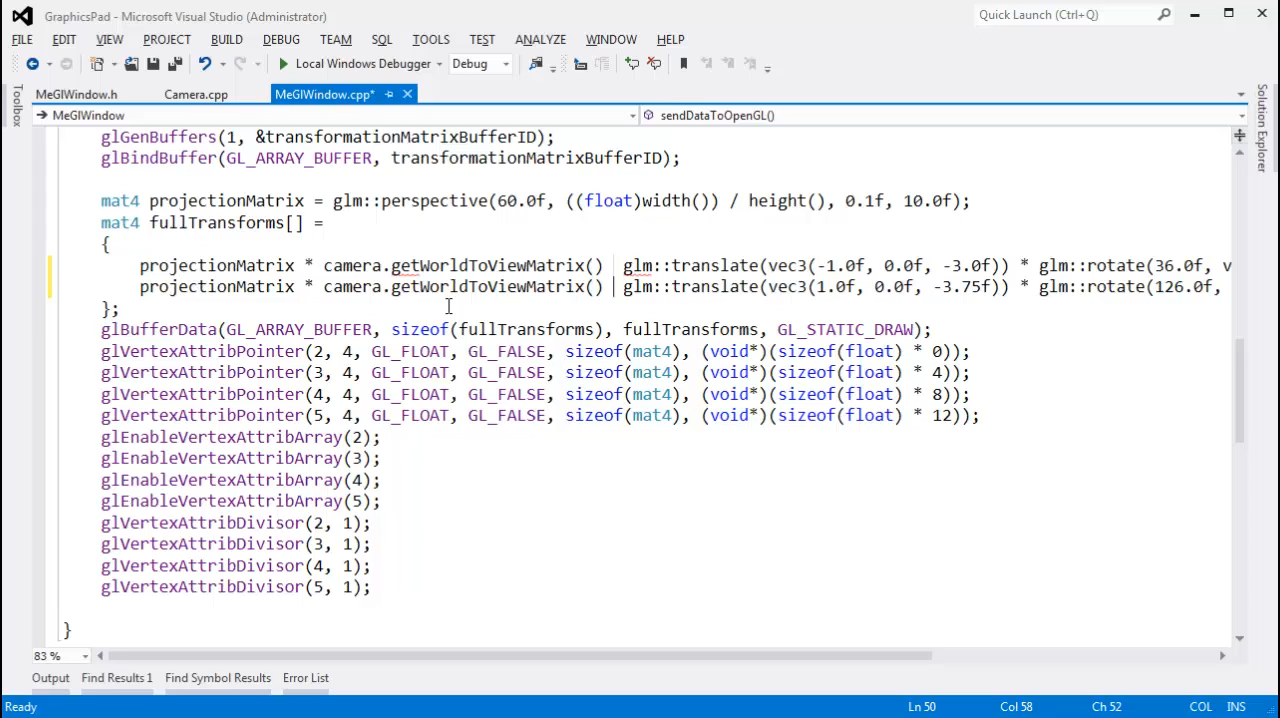 GraphicsPad - Microsoft Visual Studio (Administrator)
Quick Launch (Ctrl+Q)
FILE EDIT VIEW PROJECT BUILD DEBUG TEAM SQL TOOLS TEST ANALYZE WINDOW HELP
Local Windows Debugger Debug
Toolbox
MeGlWindow.h Camera.cpp MeGlWindow.cpp*
Solution Explorer
MeGlWindow sendDataToOpenGL()
glGenBuffers(1, &transformationMatrixBufferID);
glBindBuffer(GL_ARRAY_BUFFER, transformationMatrixBufferID);
mat4 projectionMatrix = glm::perspective(60.0f, ((float)width()) / height(), 0.1f, 10.0f);
mat4 fullTransforms[] =
{
projectionMatrix * camera.getWorldToViewMatrix() glm::translate(vec3(-1.0f, 0.0f, -3.0f)) * glm::rotate(36.0f, v
projectionMatrix * camera.getWorldToViewMatrix() glm::translate(vec3(1.0f, 0.0f, -3.75f)) * glm::rotate(126.0f,
};
glBufferData(GL_ARRAY_BUFFER, sizeof(fullTransforms), fullTransforms, GL_STATIC_DRAW);
glVertexAttribPointer(2, 4, GL_FLOAT, GL_FALSE, sizeof(mat4), (void*)(sizeof(float) * 0));
glVertexAttribPointer(3, 4, GL_FLOAT, GL_FALSE, sizeof(mat4), (void*)(sizeof(float) * 4));
glVertexAttribPointer(4, 4, GL_FLOAT, GL_FALSE, sizeof(mat4), (void*)(sizeof(float) * 8));
glVertexAttribPointer(5, 4, GL_FLOAT, GL_FALSE, sizeof(mat4), (void*)(sizeof(float) * 12));
glEnableVertexAttribArray(2);
glEnableVertexAttribArray(3);
glEnableVertexAttribArray(4);
glEnableVertexAttribArray(5);
glVertexAttribDivisor(2, 1);
glVertexAttribDivisor(3, 1);
glVertexAttribDivisor(4, 1);
glVertexAttribDivisor(5, 1);
}
83 %
Output Find Results 1 Find Symbol Results Error List
Ready Ln 50 Col 58 Ch 52 COL INS